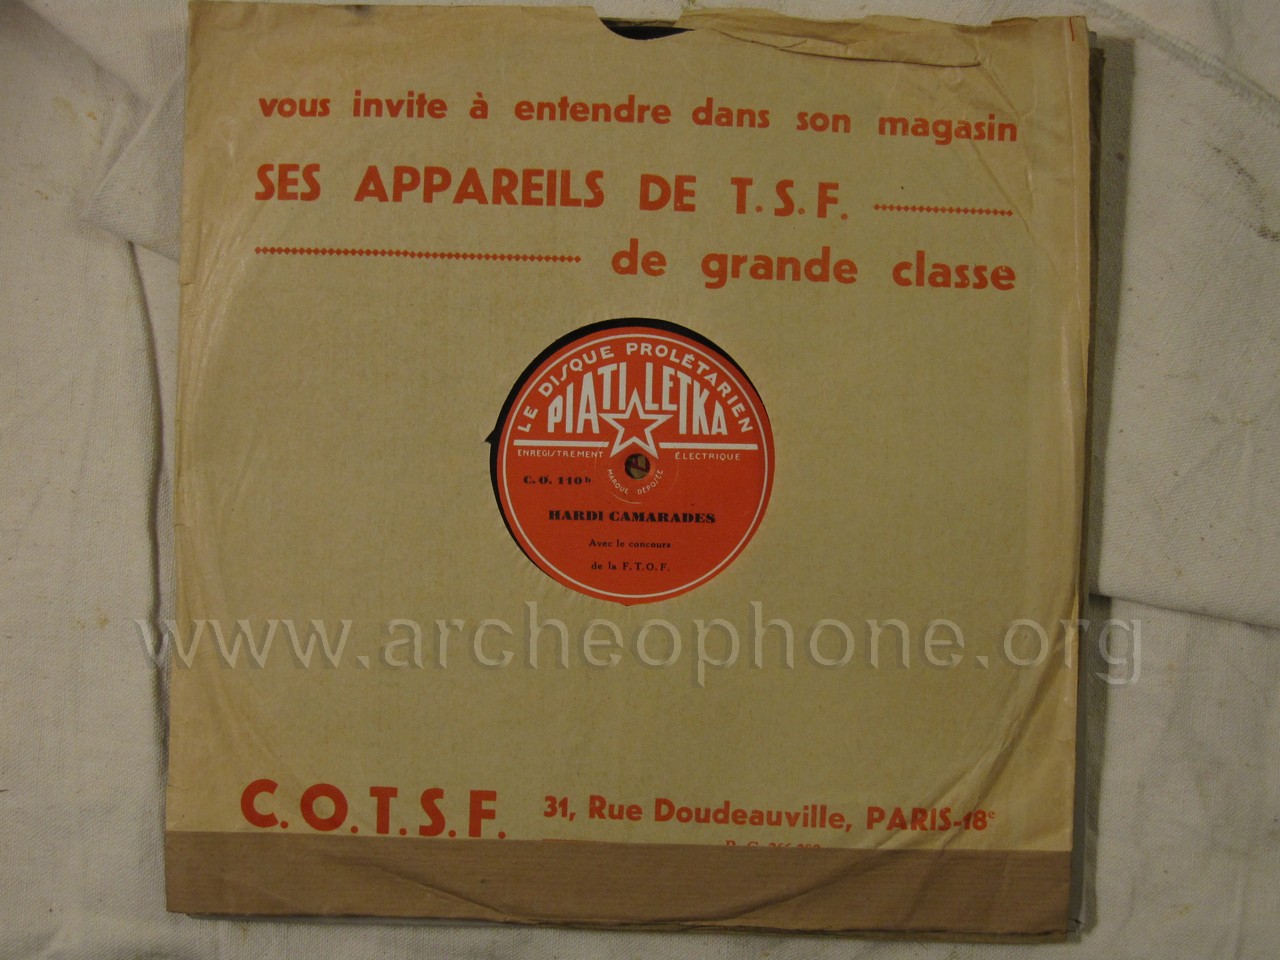 vous invite à entendre dans son magasin
SES APPAREILS DE T.S.F.
de grande classe
LE DISQUE PROLÉTARIEN
PIATILETKA
ENREGISTREMENT ÉLECTRIQUE
MARQUE DÉPOSÉE
C. O. 110 b
HARDI CAMARADES
Avec le concours
de la F. T. O. F.
www.archeophone.org
C.O.T.S.F. 31, Rue Doudeauville, PARIS-18e